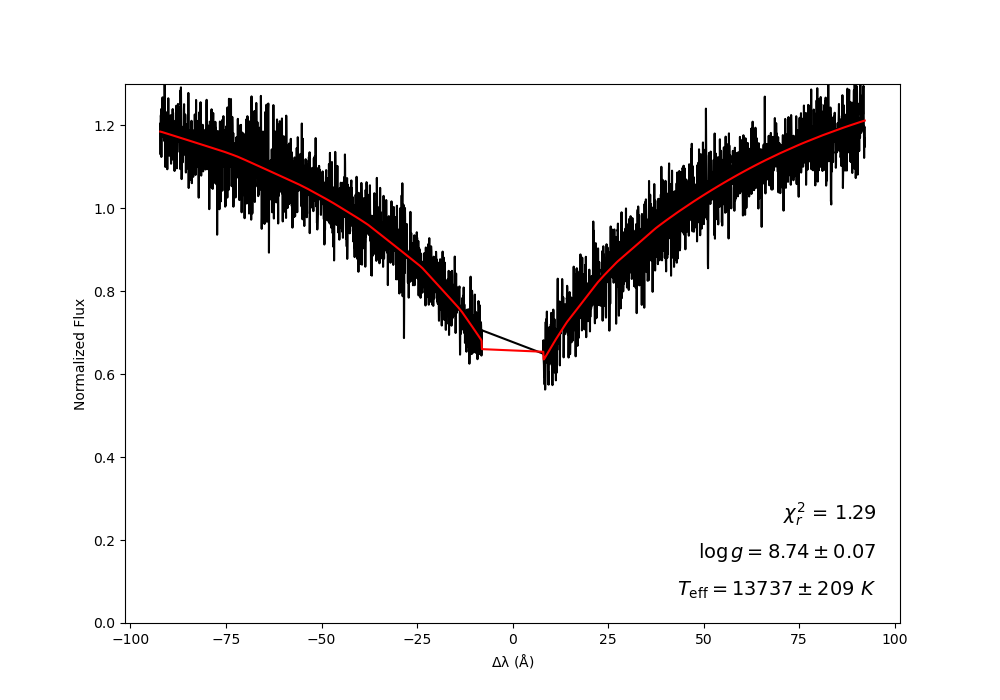 Normalized Flux
1.2
1.0
0.8
0.6
0.4
0.2
0.0
χ²ᵣ = 1.29
log g = 8.74 ± 0.07
T_eff = 13737 ± 209 K
−100 −75 −50 −25 0 25 50 75 100
Δλ (Å)